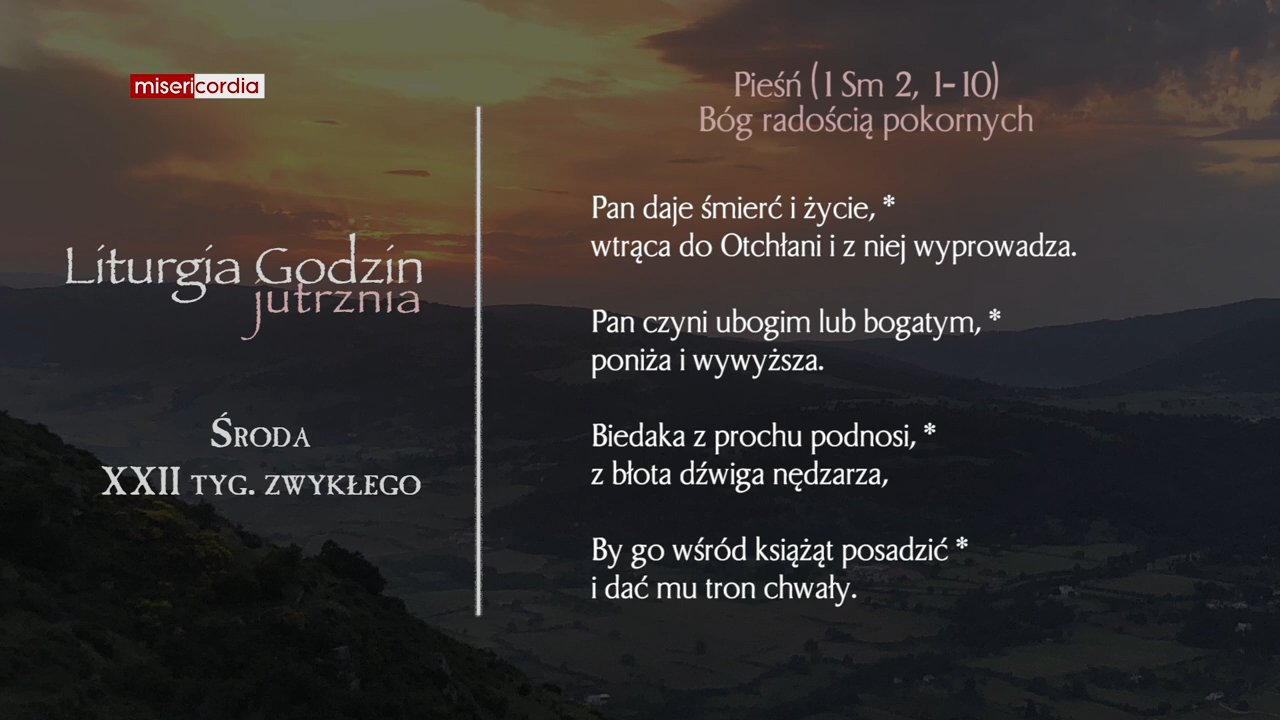 misericordia
Liturgia Godzin
jutrznia
Środa
XXII tyg. zwykłego
Pieśń (1 Sm 2, 1-10)
Bóg radością pokornych
Pan daje śmierć i życie, *
wtrąca do Otchłani i z niej wyprowadza.
Pan czyni ubogim lub bogatym, *
poniża i wywyższa.
Biedaka z prochu podnosi, *
z błota dźwiga nędzarza,
By go wśród książąt posadzić *
i dać mu tron chwały.